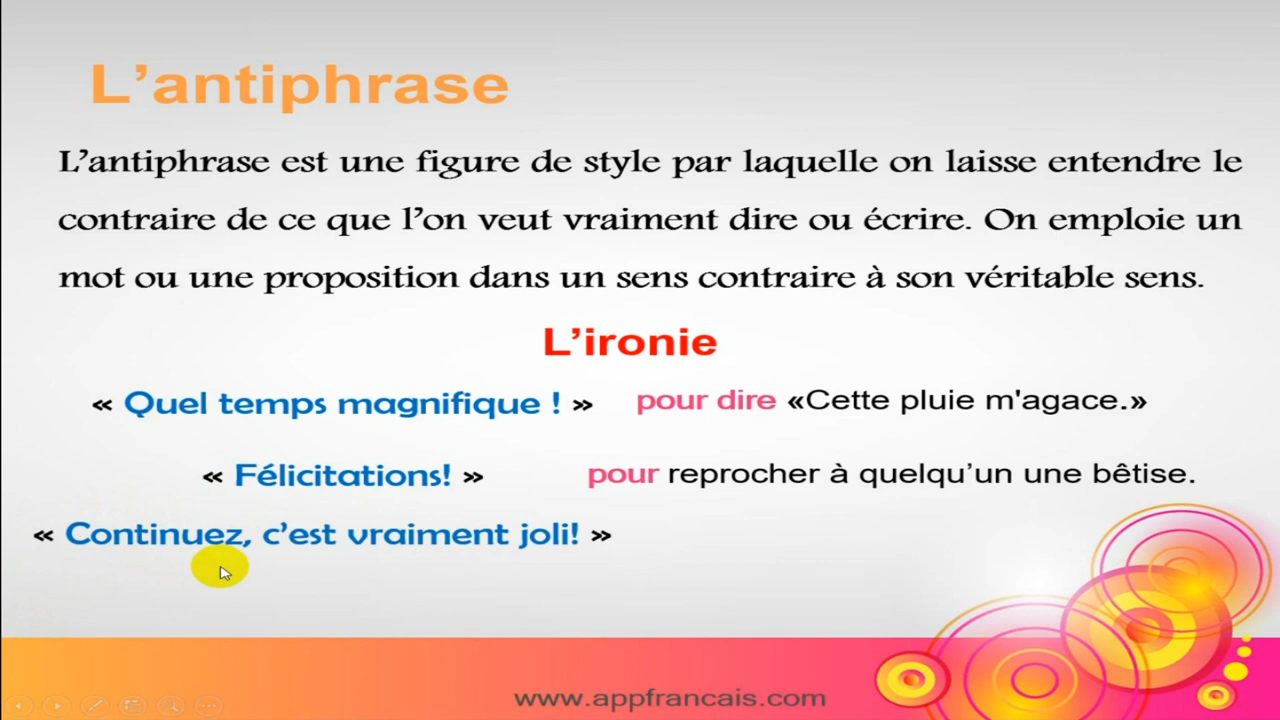 L’antiphrase
L’antiphrase est une figure de style par laquelle on laisse entendre le
contraire de ce que l’on veut vraiment dire ou écrire. On emploie un
mot ou une proposition dans un sens contraire à son véritable sens.
L’ironie
« Quel temps magnifique ! » pour dire «Cette pluie m'agace.»
« Félicitations! » pour reprocher à quelqu’un une bêtise.
« Continuez, c’est vraiment joli! »
www.appfrancais.com